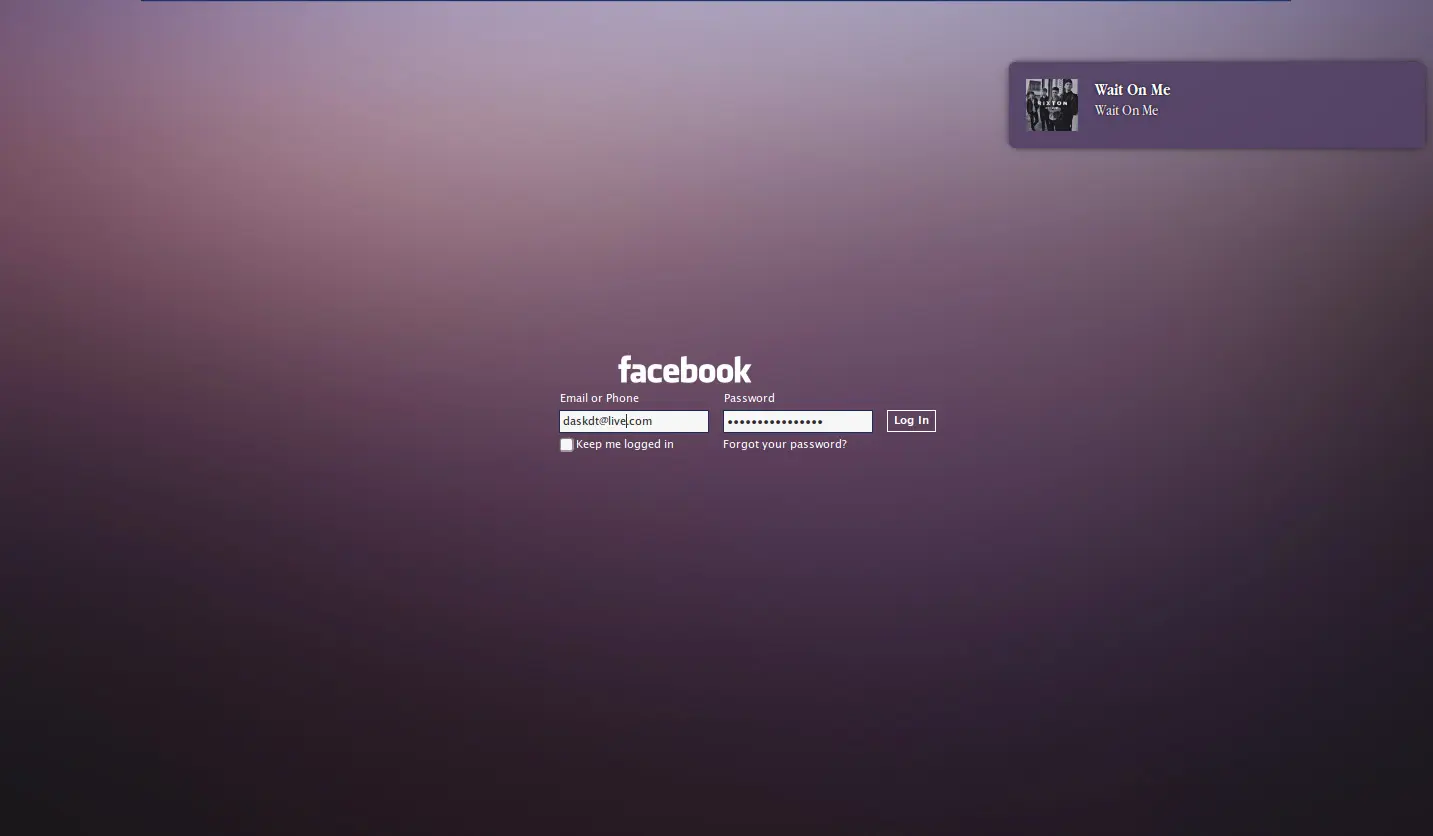 Wait On Me
Wait On Me
RIXTON
facebook
Email or Phone
Password
daskdt@live.com
••••••••••••••••
Log In
Keep me logged in
Forgot your password?